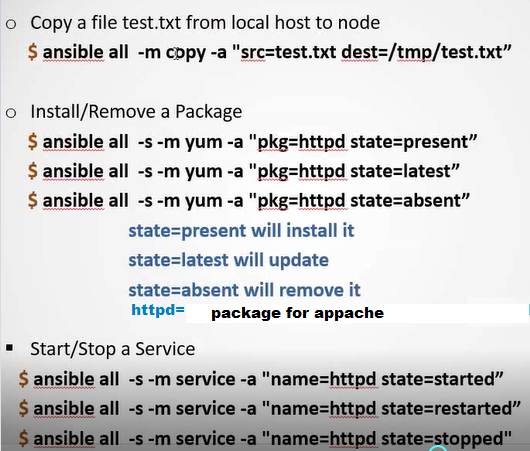 o Copy a file test.txt from local host to node
$ ansible all -m copy -a "src=test.txt dest=/tmp/test.txt”
o Install/Remove a Package
$ ansible all -s -m yum -a "pkg=httpd state=present”
$ ansible all -s -m yum -a "pkg=httpd state=latest”
$ ansible all -s -m yum -a "pkg=httpd state=absent”
state=present will install it
state=latest will update
state=absent will remove it
httpd= package for appache
▪ Start/Stop a Service
$ ansible all -s -m service -a "name=httpd state=started”
$ ansible all -s -m service -a "name=httpd state=restarted”
$ ansible all -s -m service -a "name=httpd state=stopped"